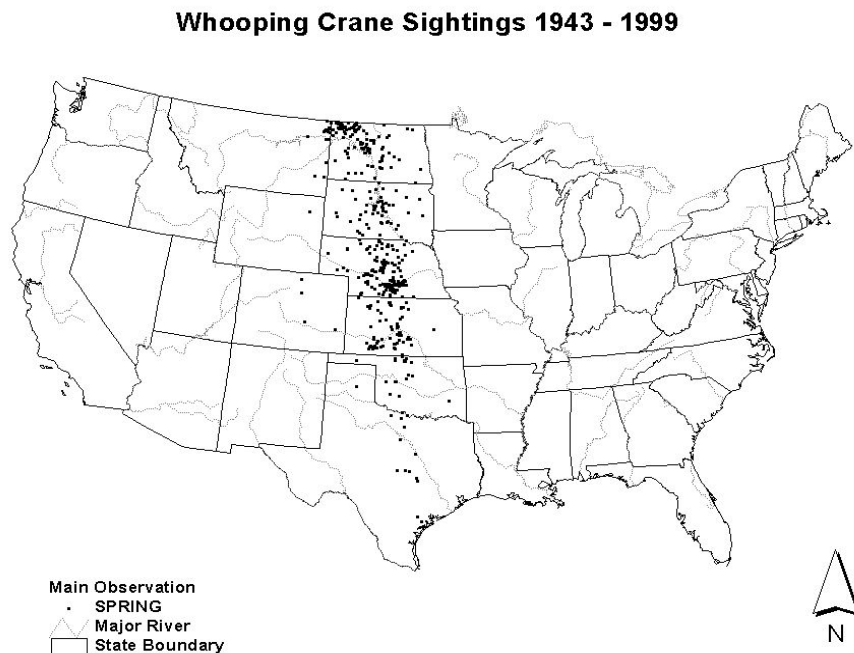 Whooping Crane Sightings 1943 - 1999
Main Observation
SPRING
Major River
State Boundary
N